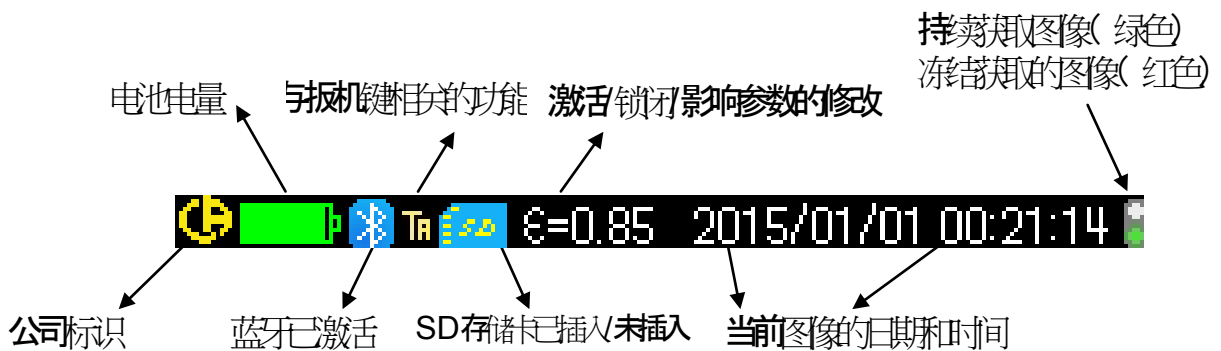 持续获取图像( 绿色)
冻结获取的图像( 红色)
电池电量
与扳机键相关的功能
激活/锁闭/影响参数的修改
CA TA SD ε=0.85 2015/01/01 00:21:14
公司标识
蓝牙已激活
SD存储卡已插入/未插入
当前图像的日期和时间